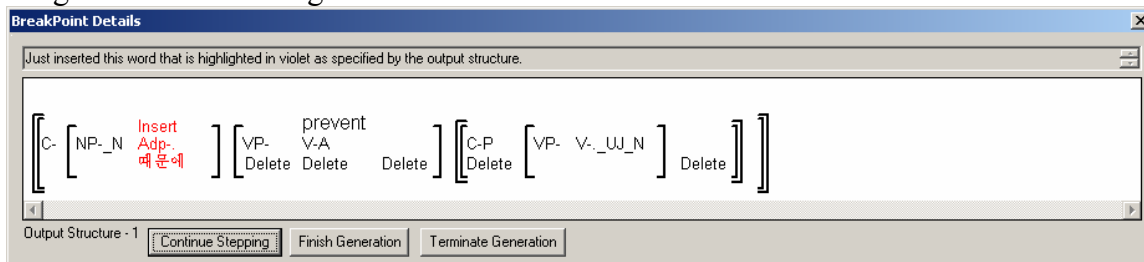 BreakPoint Details
Just inserted this word that is highlighted in violet as specified by the output structure.
Insert prevent
C- NP-_N Adp-. VP- V-A C-P VP- V-._UJ_N
때문에 Delete Delete Delete Delete Delete
Output Structure - 1 Continue Stepping Finish Generation Terminate Generation